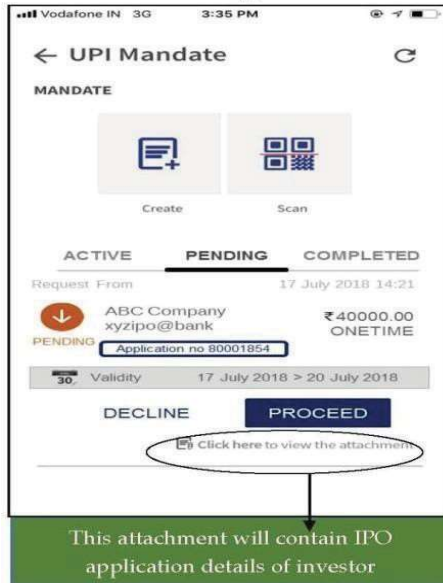 Vodafone IN 3G 3:35 PM
← UPI Mandate
MANDATE
Create Scan
ACTIVE PENDING COMPLETED
Request From 17 July 2018 14:21
ABC Company ₹40000.00
xyzipo@bank ONETIME
PENDING
Application no 80001854
30 Validity 17 July 2018 > 20 July 2018
DECLINE PROCEED
Click here to view the attachment
This attachment will contain IPO
application details of investor